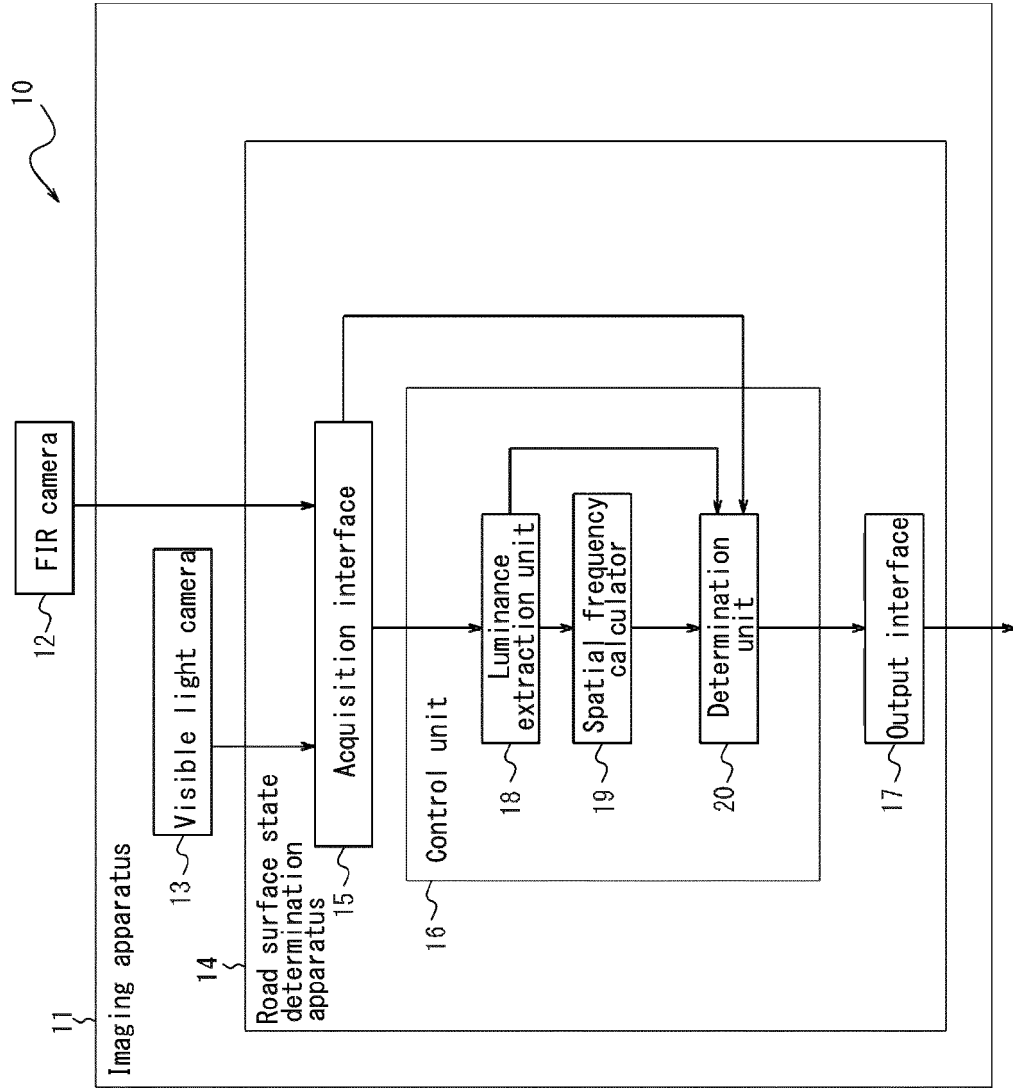 10
11
Imaging apparatus
12
FIR camera
13
Visible light camera
14
Road surface state
determination
apparatus
15
Acquisition interface
16
Control unit
18
Luminance
extraction unit
19
Spatial frequency
calculator
20
Determination
unit
17
Output interface